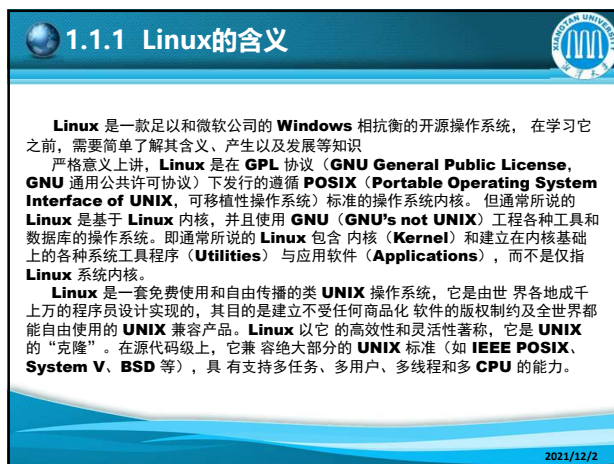 1.1.1 Linux的含义
XIANGTAN UNIVERSITY
Linux 是一款足以和微软公司的 Windows 相抗衡的开源操作系统， 在学习它
之前，需要简单了解其含义、产生以及发展等知识
严格意义上讲，Linux 是在 GPL 协议（GNU General Public License，
GNU 通用公共许可协议）下发行的遵循 POSIX（Portable Operating System
Interface of UNIX，可移植性操作系统）标准的操作系统内核。 但通常所说的
Linux 是基于 Linux 内核，并且使用 GNU（GNU's not UNIX）工程各种工具和
数据库的操作系统。即通常所说的 Linux 包含 内核（Kernel）和建立在内核基础
上的各种系统工具程序（Utilities） 与应用软件（Applications），而不是仅指
Linux 系统内核。
Linux 是一套免费使用和自由传播的类 UNIX 操作系统，它是由世 界各地成千
上万的程序员设计实现的，其目的是建立不受任何商品化 软件的版权制约及全世界都
能自由使用的 UNIX 兼容产品。Linux 以它 的高效性和灵活性著称，它是 UNIX
的“克隆”。在源代码级上，它兼 容绝大部分的 UNIX 标准（如 IEEE POSIX、
System V、BSD 等），具 有支持多任务、多用户、多线程和多 CPU 的能力。
2021/12/2